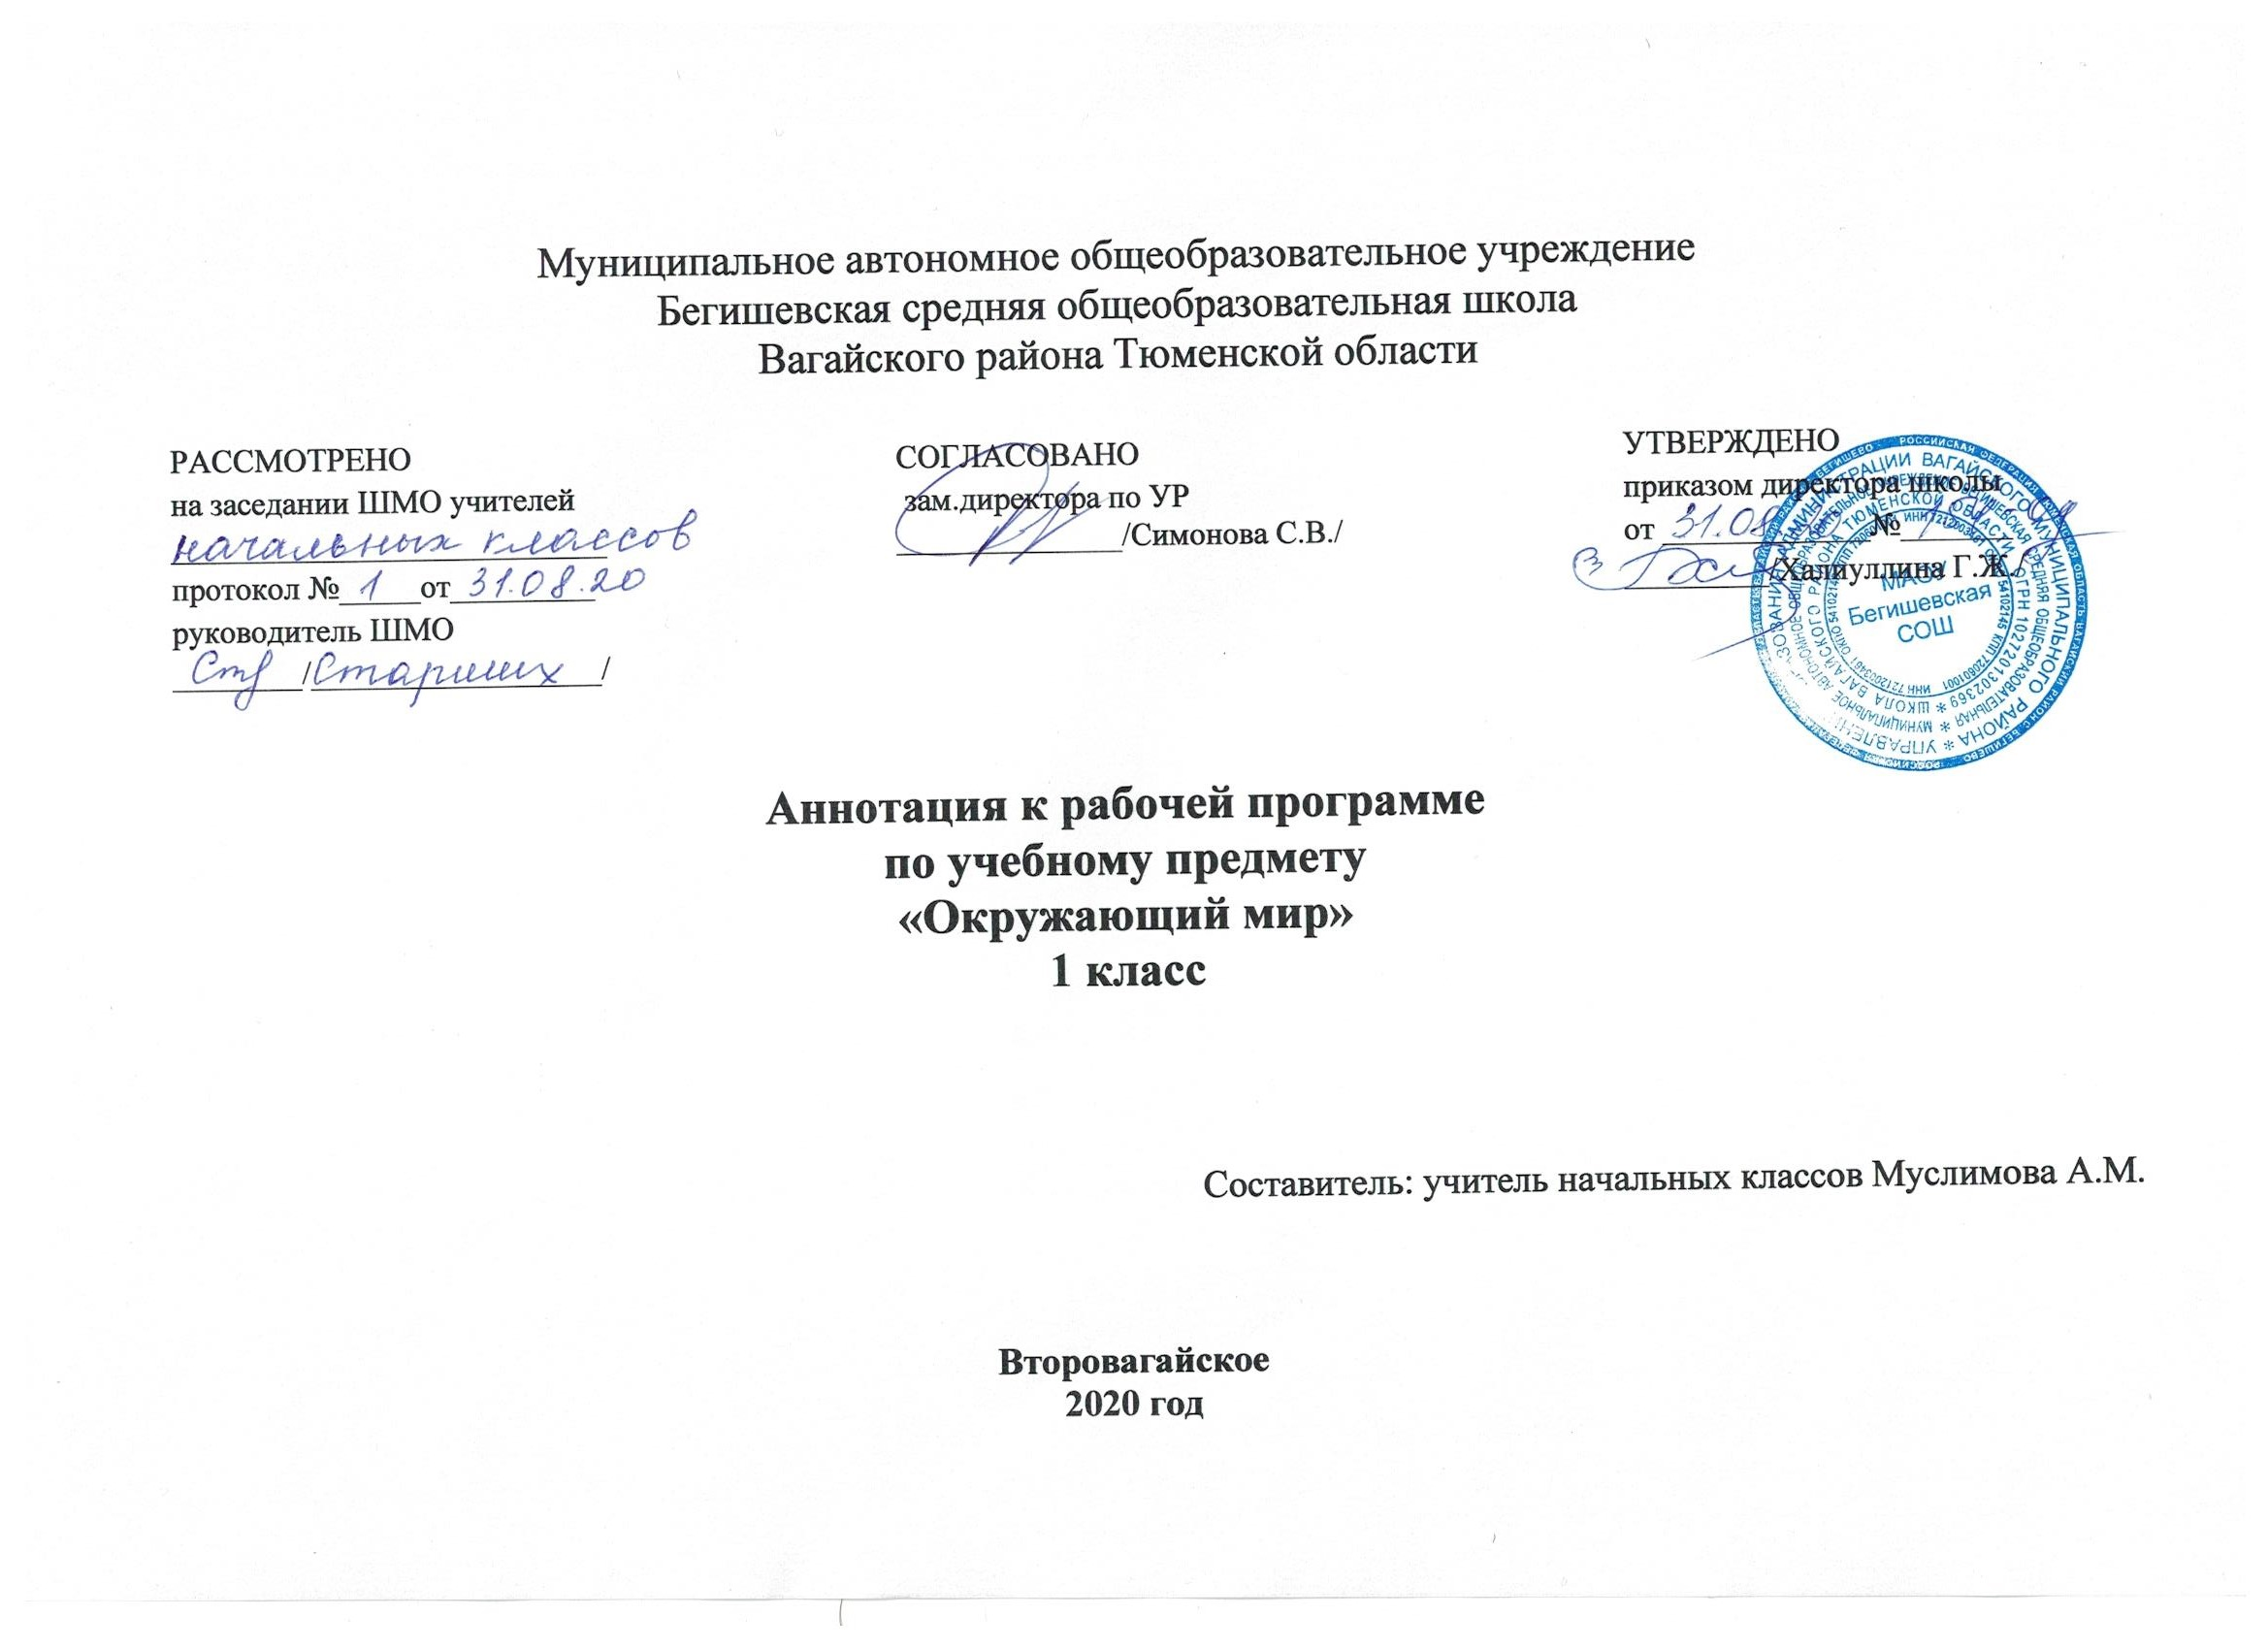 Муниципальное автономное общеобразовательное учреждение
Бегишевская средняя общеобразовательная школа
Вагайского района Тюменской области
РАССМОТРЕНО
на заседании ШМО учителей
начальных классов
протокол № 1 от 31.08.20
руководитель ШМО
/Старших/
СОГЛАСОВАНО
зам.директора по УР
/Симонова С.В./
УТВЕРЖДЕНО
приказом директора школы
от 31.08 №
/Халиуллина Г.Ж./
МАОУ
Бегишевская
СОШ
Аннотация к рабочей программе
по учебному предмету
«Окружающий мир»
1 класс
Составитель: учитель начальных классов Муслимова А.М.
Второвагайское
2020 год